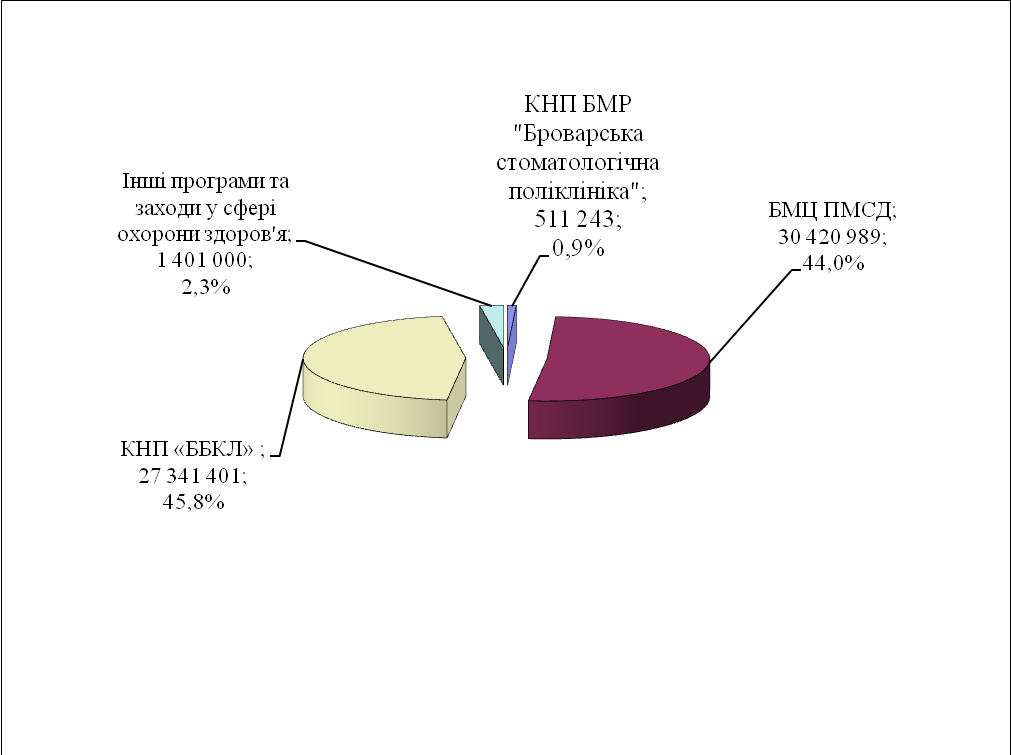 КНП БМР
"Броварська
стоматологічна
поліклініка";
511 243;
0,9%
Інші програми та
заходи у сфері
охорони здоров'я;
1 401 000;
2,3%
БМЦ ПМСД;
30 420 989;
44,0%
КНП «ББКЛ» ;
27 341 401;
45,8%